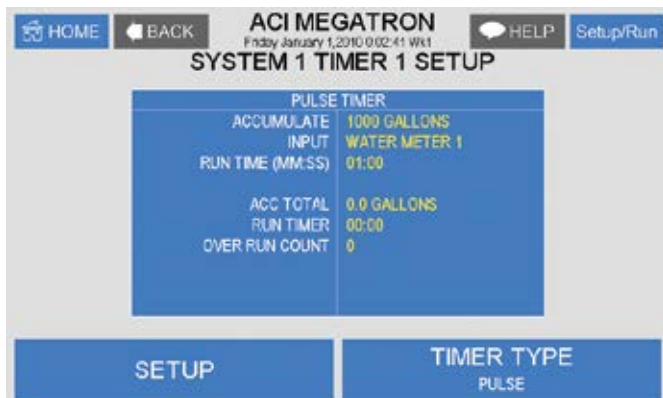 HOME BACK ACI MEGATRON HELP Setup/Run
Friday January 1,2010 0:02:41 Wk1
SYSTEM 1 TIMER 1 SETUP
PULSE TIMER
ACCUMULATE 1000 GALLONS
INPUT WATER METER 1
RUN TIME (MM:SS) 01:00
ACC TOTAL 0.0 GALLONS
RUN TIMER 00:00
OVER RUN COUNT 0
SETUP TIMER TYPE
PULSE